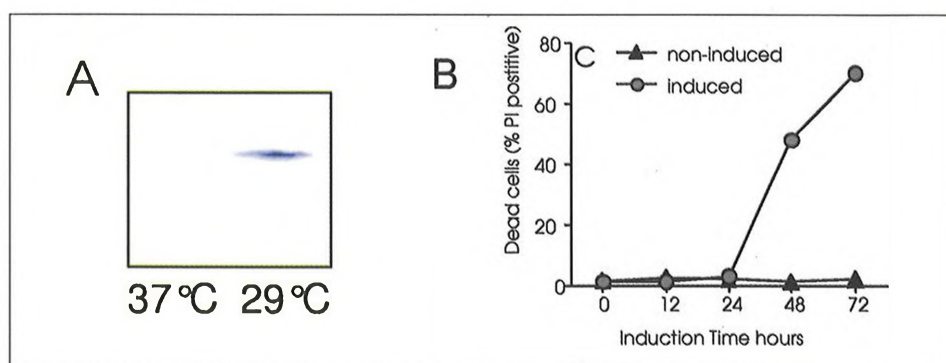 A
37°C 29°C
B
C
non-induced
induced
Dead cells (% PI postitive)
80
60
40
20
0
0 12 24 48 72
Induction Time hours